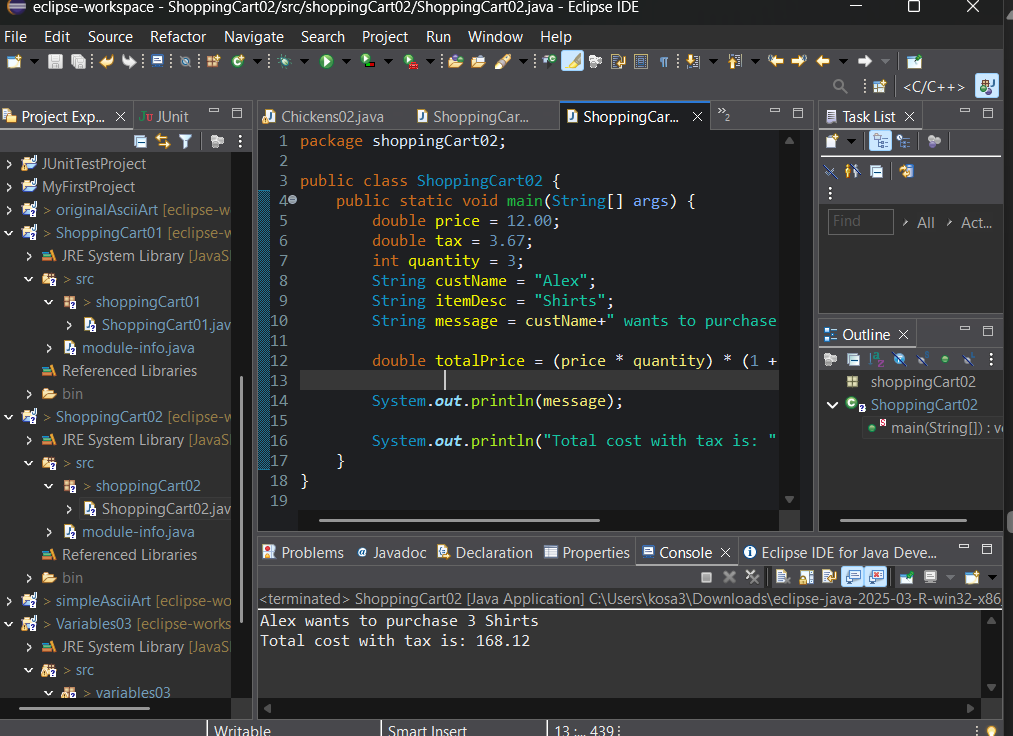 eclipse-workspace - ShoppingCart02/src/shoppingCart02/ShoppingCart02.java - Eclipse IDE
File Edit Source Refactor Navigate Search Project Run Window Help
<C/C++>
Project Exp...
JUnit
JUnitTestProject
MyFirstProject
> originalAsciiArt [eclipse-w
> ShoppingCart01 [eclipse-w
JRE System Library [JavaS
> src
> shoppingCart01
ShoppingCart01.jav
module-info.java
Referenced Libraries
bin
> ShoppingCart02 [eclipse-w
JRE System Library [JavaS
> src
> shoppingCart02
ShoppingCart02.jav
module-info.java
Referenced Libraries
bin
> simpleAsciiArt [eclipse-wo
> Variables03 [eclipse-works
JRE System Library [JavaS
> src
> variables03
Chickens02.java
ShoppingCar...
ShoppingCar...
»2
1 package shoppingCart02;
2
3 public class ShoppingCart02 {
4 public static void main(String[] args) {
5 double price = 12.00;
6 double tax = 3.67;
7 int quantity = 3;
8 String custName = "Alex";
9 String itemDesc = "Shirts";
10 String message = custName+" wants to purchase
11
12 double totalPrice = (price * quantity) * (1 +
13
14 System.out.println(message);
15
16 System.out.println("Total cost with tax is: "
17 }
18 }
19
Task List
Find
All
Act...
Outline
shoppingCart02
ShoppingCart02
main(String[]) : vo
Problems
Javadoc
Declaration
Properties
Console
Eclipse IDE for Java Deve...
<terminated> ShoppingCart02 [Java Application] C:\Users\kosa3\Downloads\eclipse-java-2025-03-R-win32-x86
Alex wants to purchase 3 Shirts
Total cost with tax is: 168.12
Writable
Smart Insert
13 :... 439